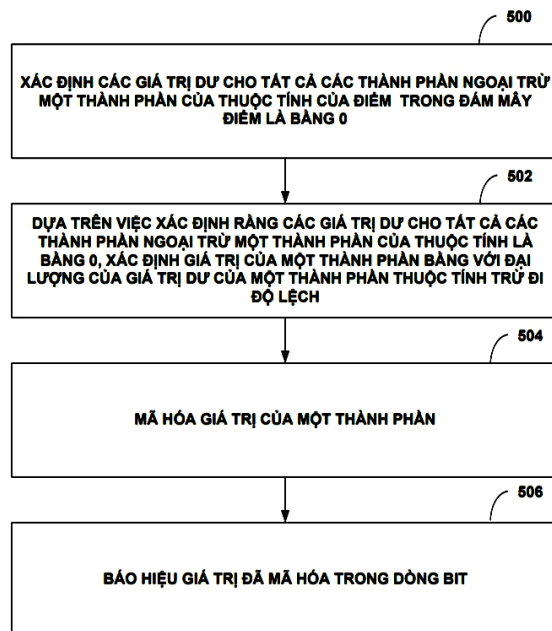 500
XÁC ĐỊNH CÁC GIÁ TRỊ DƯ CHO TẤT CẢ CÁC THÀNH PHẦN NGOẠI TRỪ
MỘT THÀNH PHẦN CỦA THUỘC TÍNH CỦA ĐIỂM TRONG ĐÁM MÂY
ĐIỂM LÀ BẰNG 0
502
DỰA TRÊN VIỆC XÁC ĐỊNH RẰNG CÁC GIÁ TRỊ DƯ CHO TẤT CẢ CÁC
THÀNH PHẦN NGOẠI TRỪ MỘT THÀNH PHẦN CỦA THUỘC TÍNH LÀ
BẰNG 0, XÁC ĐỊNH GIÁ TRỊ CỦA MỘT THÀNH PHẦN BẰNG VỚI ĐẠI
LƯỢNG CỦA GIÁ TRỊ DƯ CỦA MỘT THÀNH PHẦN THUỘC TÍNH TRỪ ĐI
ĐỘ LỆCH
504
MÃ HÓA GIÁ TRỊ CỦA MỘT THÀNH PHẦN
506
BÁO HIỆU GIÁ TRỊ ĐÃ MÃ HÓA TRONG DÒNG BIT